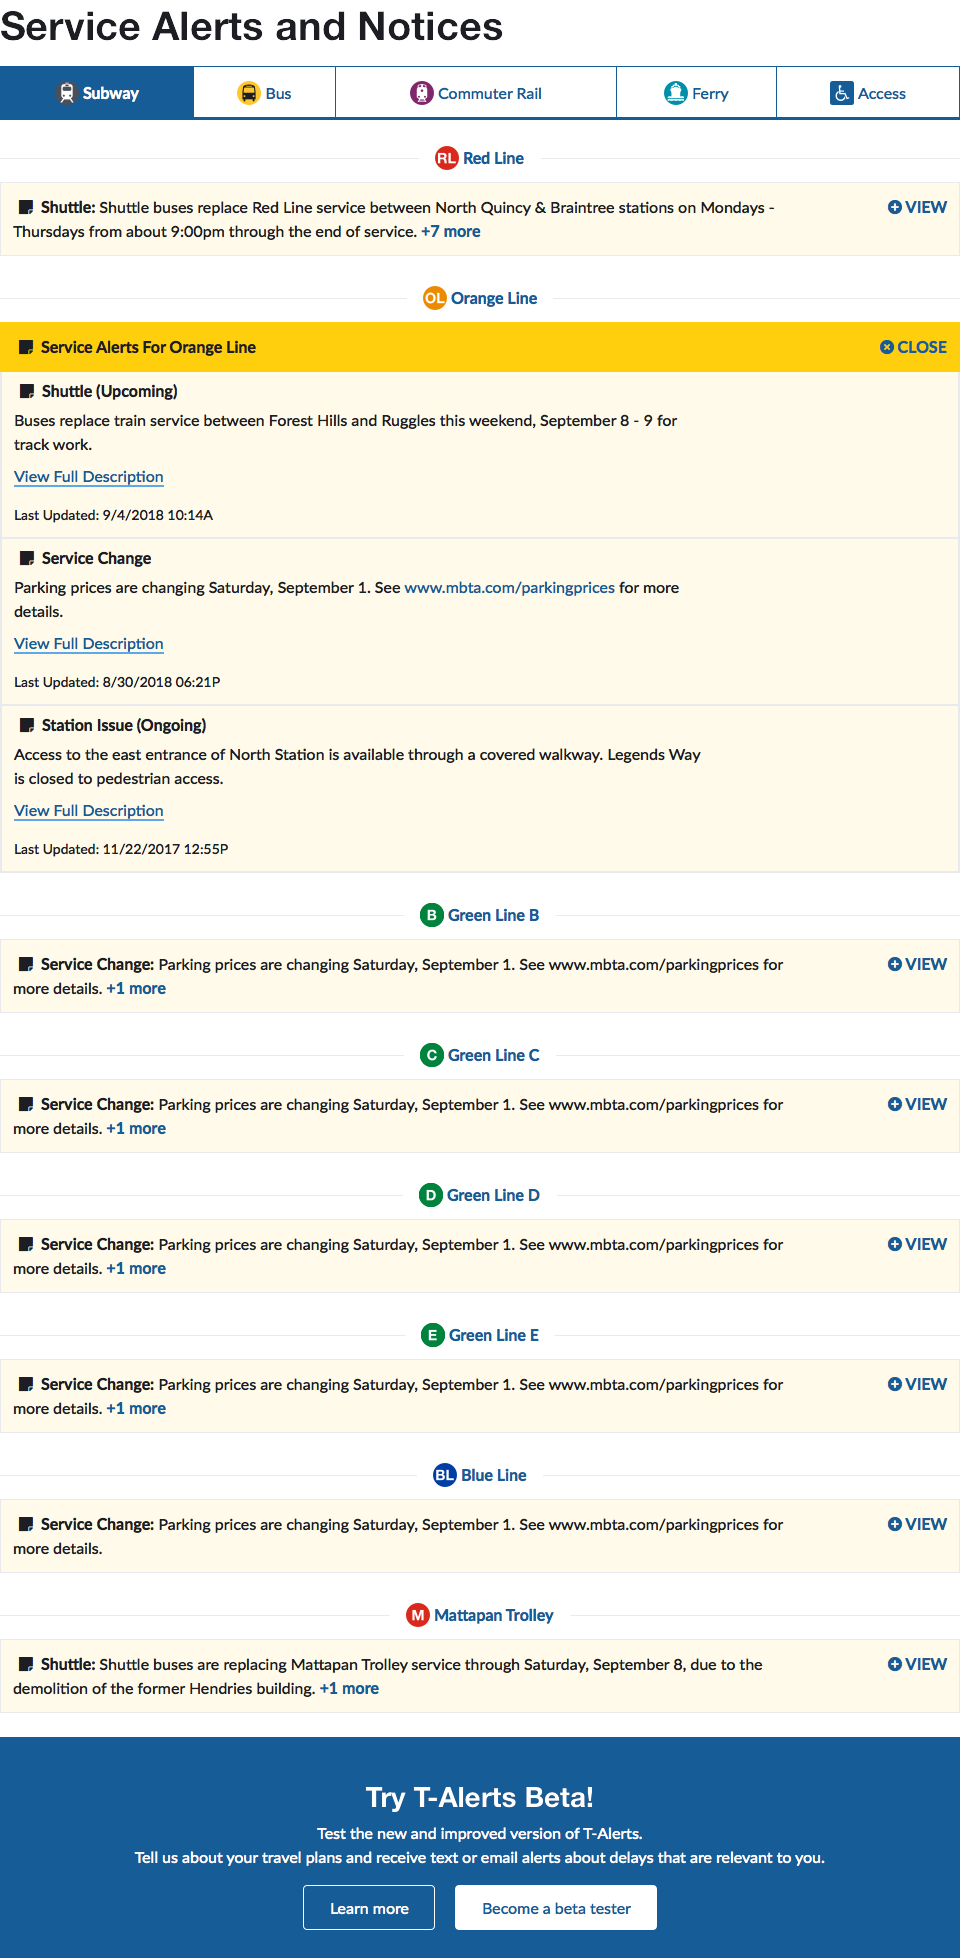 Service Alerts and Notices
Subway
Bus
Commuter Rail
Ferry
Access
RL Red Line
Shuttle: Shuttle buses replace Red Line service between North Quincy & Braintree stations on Mondays -
Thursdays from about 9:00pm through the end of service. +7 more
VIEW
OL Orange Line
Service Alerts For Orange Line
CLOSE
Shuttle (Upcoming)
Buses replace train service between Forest Hills and Ruggles this weekend, September 8 - 9 for
track work.
View Full Description
Last Updated: 9/4/2018 10:14A
Service Change
Parking prices are changing Saturday, September 1. See www.mbta.com/parkingprices for more
details.
View Full Description
Last Updated: 8/30/2018 06:21P
Station Issue (Ongoing)
Access to the east entrance of North Station is available through a covered walkway. Legends Way
is closed to pedestrian access.
View Full Description
Last Updated: 11/22/2017 12:55P
B Green Line B
Service Change: Parking prices are changing Saturday, September 1. See www.mbta.com/parkingprices for
more details. +1 more
VIEW
C Green Line C
Service Change: Parking prices are changing Saturday, September 1. See www.mbta.com/parkingprices for
more details. +1 more
VIEW
D Green Line D
Service Change: Parking prices are changing Saturday, September 1. See www.mbta.com/parkingprices for
more details. +1 more
VIEW
E Green Line E
Service Change: Parking prices are changing Saturday, September 1. See www.mbta.com/parkingprices for
more details. +1 more
VIEW
BL Blue Line
Service Change: Parking prices are changing Saturday, September 1. See www.mbta.com/parkingprices for
more details.
VIEW
M Mattapan Trolley
Shuttle: Shuttle buses are replacing Mattapan Trolley service through Saturday, September 8, due to the
demolition of the former Hendries building. +1 more
VIEW
Try T-Alerts Beta!
Test the new and improved version of T-Alerts.
Tell us about your travel plans and receive text or email alerts about delays that are relevant to you.
Learn more
Become a beta tester